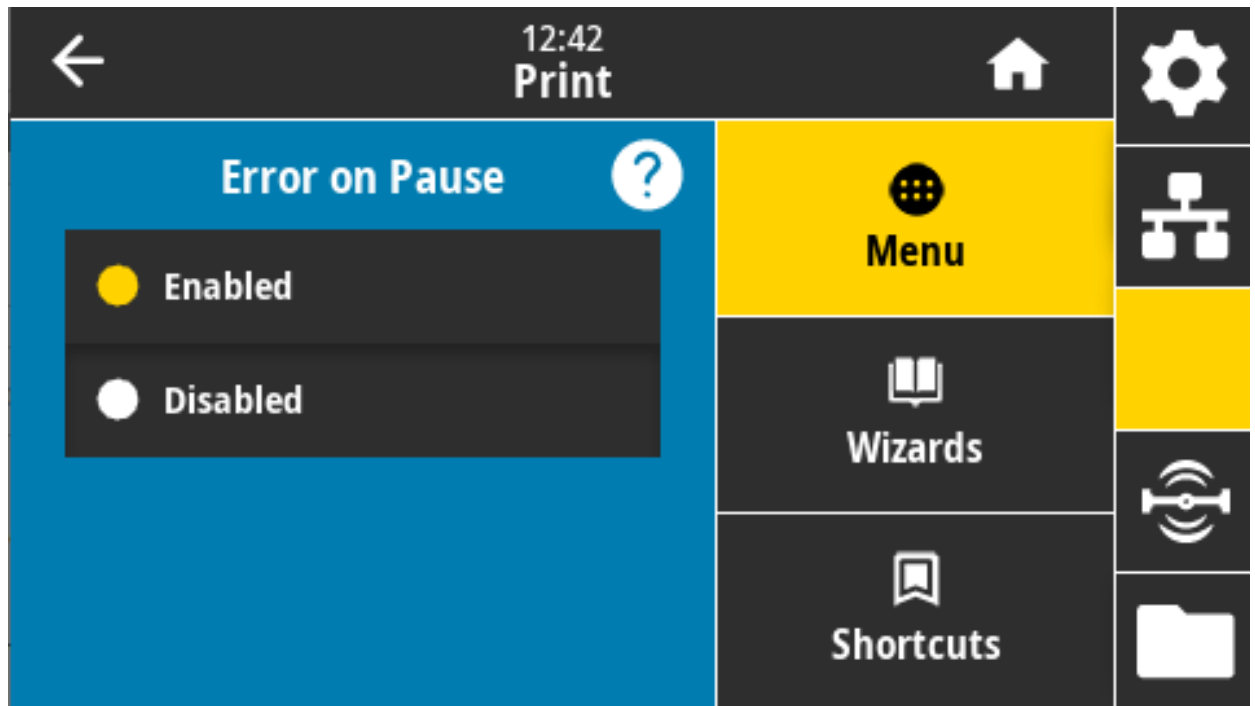 12:42
Print
Error on Pause
?
Enabled
Disabled
Menu
Wizards
Shortcuts